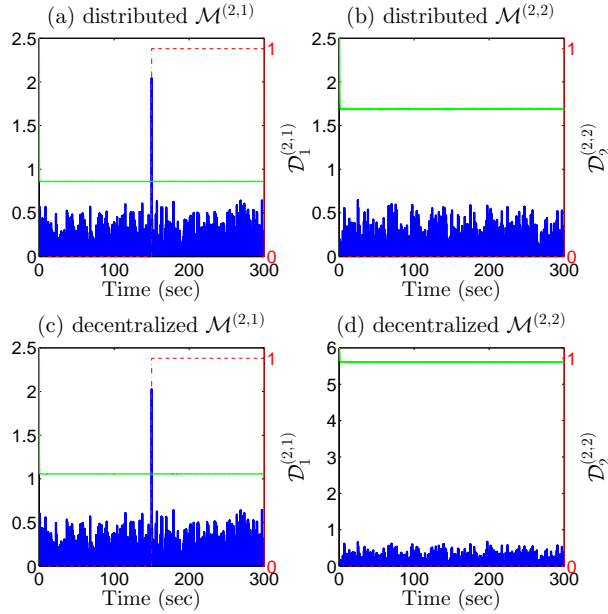 (a) distributed 𝓜^(2,1)
2.5
2
1.5
1
0.5
0
1
0
𝒟_1^(2,1)
0 100 200 300
Time (sec)
(b) distributed 𝓜^(2,2)
2.5
2
1.5
1
0.5
0
1
0
𝒟_2^(2,2)
0 100 200 300
Time (sec)
(c) decentralized 𝓜^(2,1)
2.5
2
1.5
1
0.5
0
1
0
𝒟_1^(2,1)
0 100 200 300
Time (sec)
(d) decentralized 𝓜^(2,2)
6
5
4
3
2
1
0
1
0
𝒟_2^(2,2)
0 100 200 300
Time (sec)